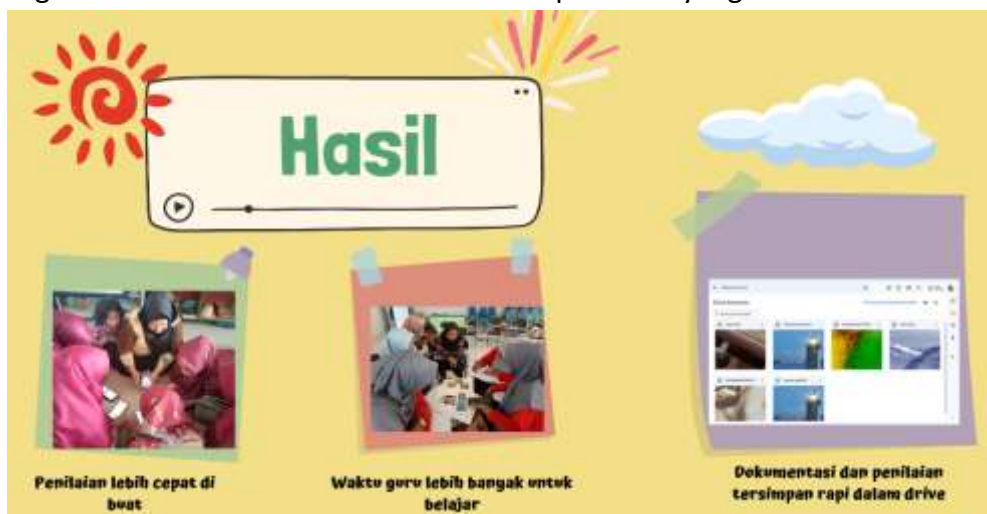 Hasil
Penilaian lebih cepat di
buat
Waktu guru lebih banyak untuk
belajar
Dokumentasi dan penilaian
tersimpan rapi dalam drive